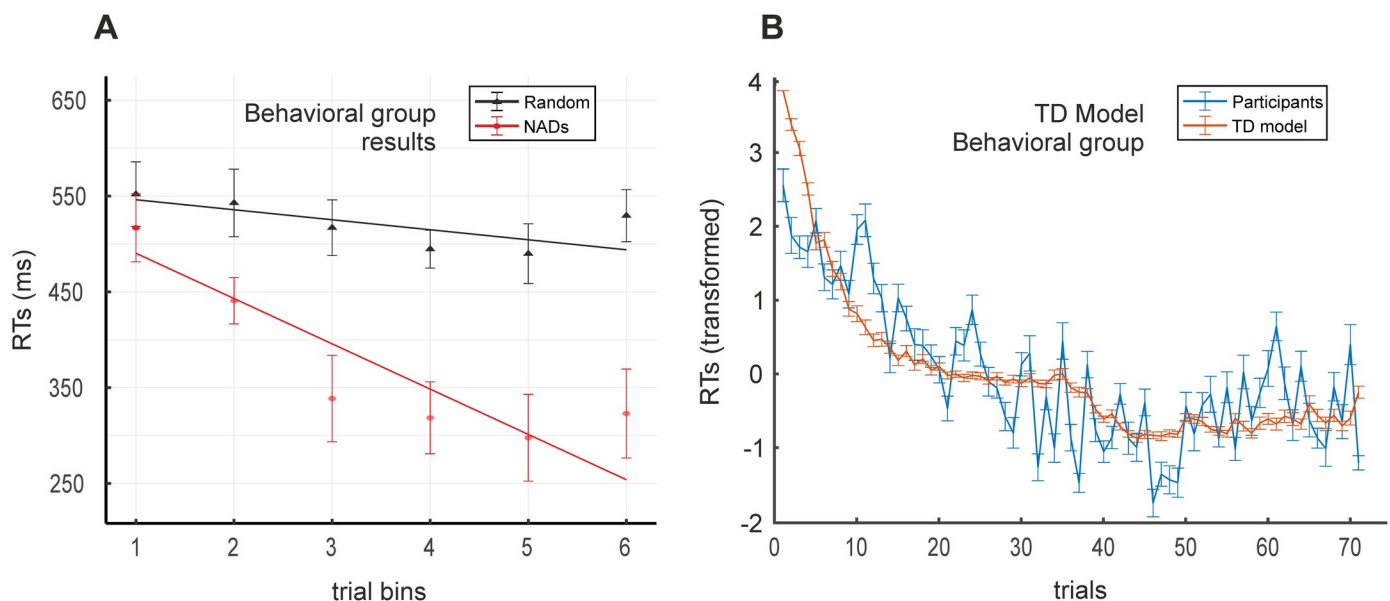 A
Behavioral group
results
Random
NADs
RTs (ms)
650
550
450
350
250
1 2 3 4 5 6
trial bins
B
TD Model
Behavioral group
Participants
TD model
RTs (transformed)
4
3
2
1
0
-1
-2
0 10 20 30 40 50 60 70
trials